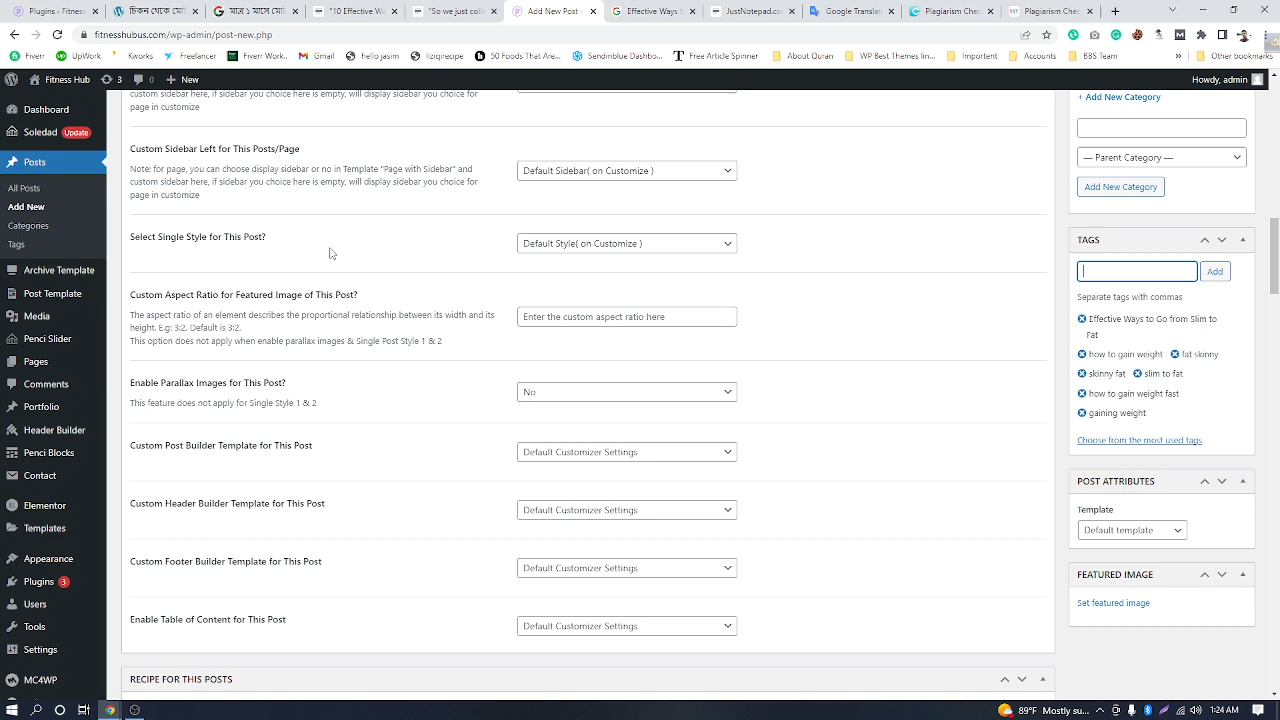 Plugins ‹ Fitness
"10 Effective Wa
"So we just colle
Add New Post ‹
Effective Ways t
JustNotepad.co
Google Translat
Plagiarism Che
Plagiarism Che
fitnesshubus.com/wp-admin/post-new.php
Fiverr
UpWork
Kworks
Freelancer
Fiverr Work..
Gmail
hello jasim
liziqirecipe
50 Foods That Are...
Sendinblue Dashbo...
Free Article Spinner
About Quran
WP Best Themes lin...
Importent
Accounts
BBS Team
»
Other bookmarks
Fitness Hub
3
0
New
Howdy, admin
Dashboard
Soledad Update
Posts
All Posts
Add New
Categories
Tags
Archive Template
Post Template
Media
Penci Slider
Pages
Comments
Portfolio
Header Builder
Penci Blocks
Contact
Elementor
Templates
Appearance
Plugins 3
Users
Tools
Settings
MC4WP
custom sidebar here, if sidebar you choice here is empty, will display sidebar you choice for
page in customize
Custom Sidebar Left for This Posts/Page
Note: for page, you can choose display sidebar or no in Template "Page with Sidebar" and
custom sidebar here, if sidebar you choice here is empty, will display sidebar you choice for
page in customize
Default Sidebar( on Customize )
Select Single Style for This Post?
Default Style( on Customize )
Custom Aspect Ratio for Featured Image of This Post?
The aspect ratio of an element describes the proportional relationship between its width and its
height. E.g: 3:2. Default is 3:2.
This option does not apply when enable parallax images & Single Post Style 1 & 2
Enter the custom aspect ratio here
Enable Parallax Images for This Post?
This feature does not apply for Single Style 1 & 2
No
Custom Post Builder Template for This Post
Default Customizer Settings
Custom Header Builder Template for This Post
Default Customizer Settings
Custom Footer Builder Template for This Post
Default Customizer Settings
Enable Table of Content for This Post
Default Customizer Settings
RECIPE FOR THIS POSTS
+ Add New Category
— Parent Category —
Add New Category
TAGS
Add
Separate tags with commas
Effective Ways to Go from Slim to
Fat
how to gain weight
fat skinny
skinny fat
slim to fat
how to gain weight fast
gaining weight
Choose from the most used tags
POST ATTRIBUTES
Template
Default template
FEATURED IMAGE
Set featured image
89°F Mostly su...
1:24 AM